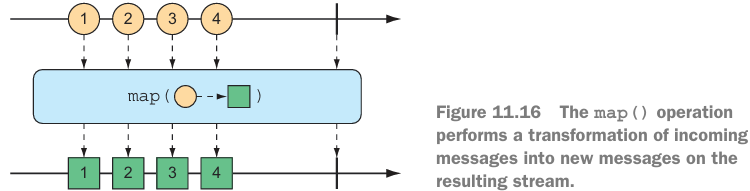 1 2 3 4
map( )
1 2 3 4
Figure 11.16 The map() operation
performs a transformation of incoming
messages into new messages on the
resulting stream.